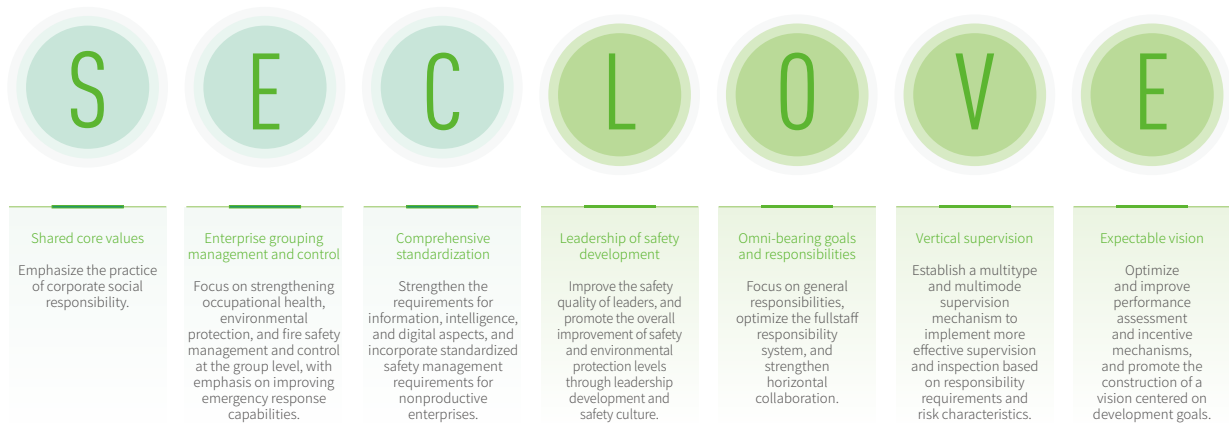 S
E
C
L
O
V
E
Shared core values
Emphasize the practice
of corporate social
responsibility.
Enterprise grouping
management and control
Focus on strengthening
occupational health,
environmental
protection, and fire safety
management and control
at the group level, with
emphasis on improving
emergency response
capabilities.
Comprehensive
standardization
Strengthen the
requirements for
information, intelligence,
and digital aspects, and
incorporate standardized
safety management
requirements for
nonproductive
enterprises.
Leadership of safety
development
Improve the safety
quality of leaders, and
promote the overall
improvement of safety
and environmental
protection levels
through leadership
development and
safety culture.
Omni-bearing goals
and responsibilities
Focus on general
responsibilities,
optimize the fullstaff
responsibility
system, and
strengthen
horizontal
collaboration.
Vertical supervision
Establish a multitype
and multimode
supervision
mechanism to
implement more
effective supervision
and inspection based
on responsibility
requirements and
risk characteristics.
Expectable vision
Optimize
and improve
performance
assessment
and incentive
mechanisms,
and promote the
construction of a
vision centered on
development goals.